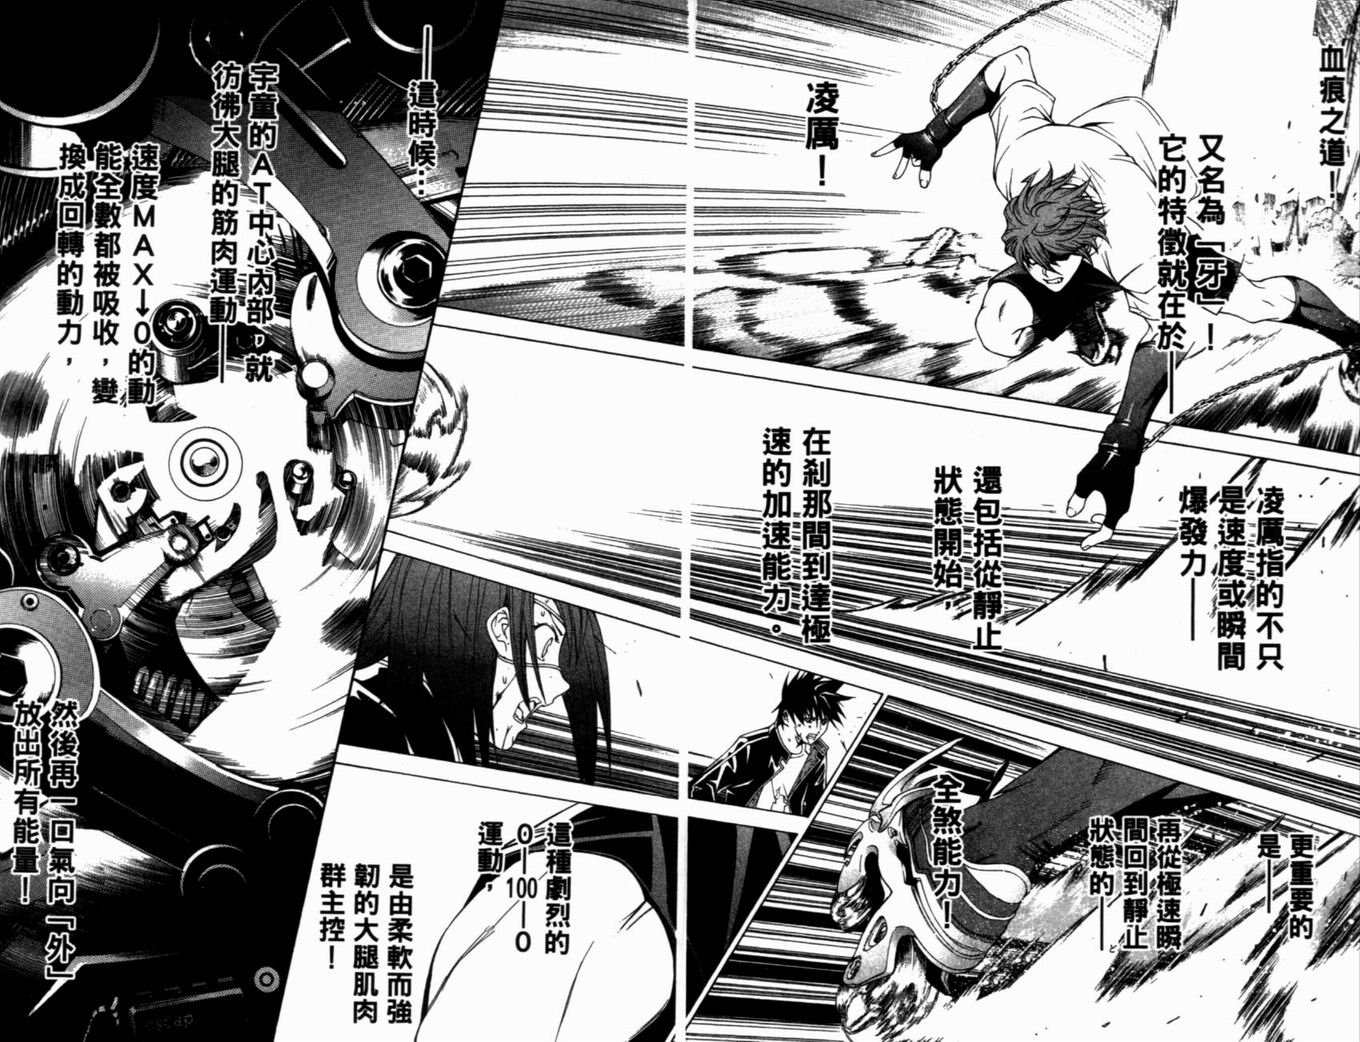 血痕之道！
又名為「牙」！
它的特徵就在於——
凌厲！
凌厲指的不只
是速度或瞬間
爆發力——
還包括從靜止
狀態開始，
在剎那間到達極
速的加速能力。
更重要的
是——
再從極速瞬
間回到靜止
狀態的——
全煞能力！
這種劇烈的
0—100—0
運動，
是由柔軟而強
韌的大腿肌肉
群主控！
——這時候…
宇童的AT中心內部，就
彷彿大腿的筋肉運動——
速度MAX→0的動
能全數都被吸收，變
換成回轉的動力，
然後再一口氣向「外」
放出所有能量！